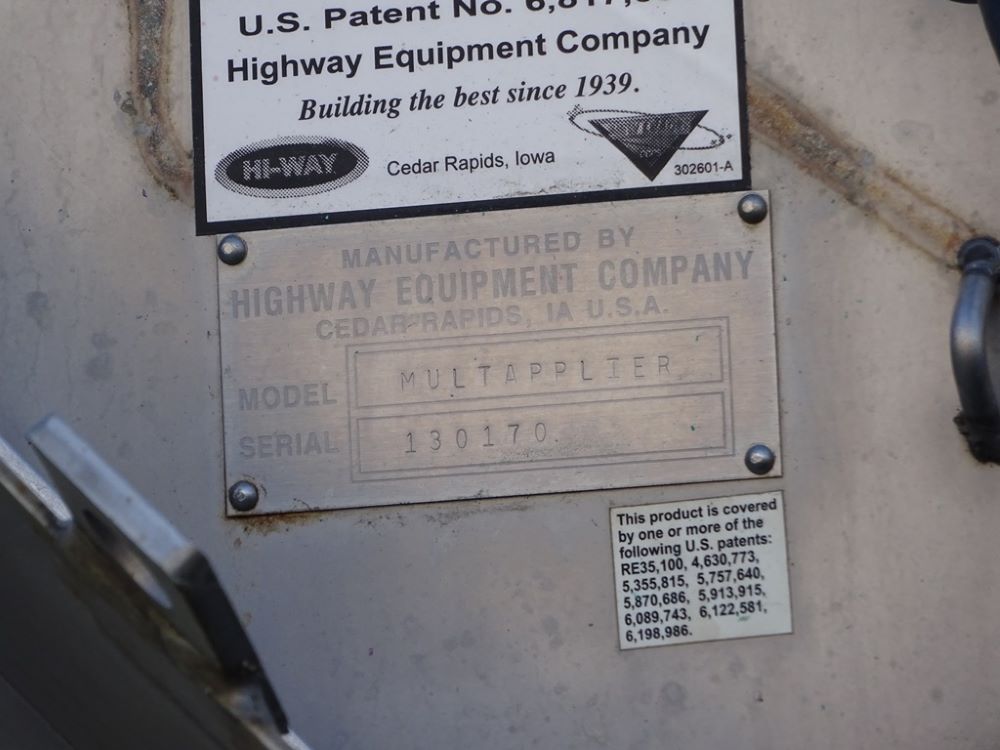 U.S. Patent No.
Highway Equipment Company
Building the best since 1939.
HI-WAY
Cedar Rapids, Iowa
302601-A
MANUFACTURED BY
HIGHWAY EQUIPMENT COMPANY
CEDAR RAPIDS, IA U.S.A.
MODEL MULTAPPLIER
SERIAL 130170
This product is covered
by one or more of the
following U.S. patents:
RE35,100, 4,630,773,
5,355,815, 5,757,640,
5,870,686, 5,913,915,
6,089,743, 6,122,581,
6,198,986.